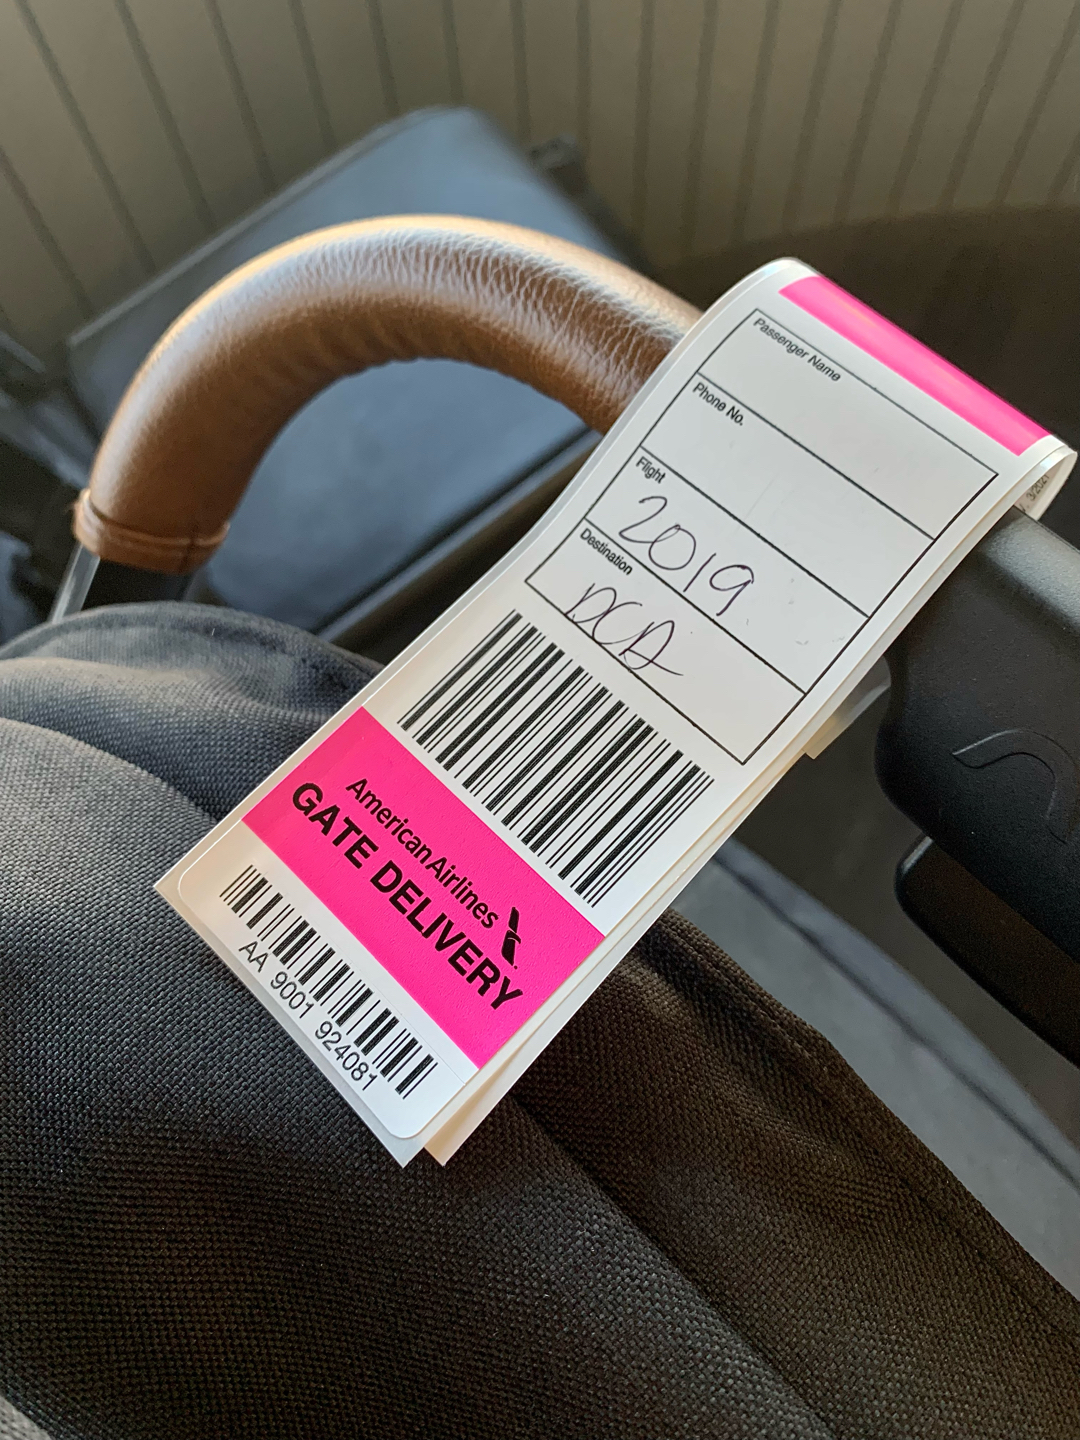 Passenger Name
Phone No.
Flight
2019
Destination
DCA
American Airlines
GATE DELIVERY
AA 9001 924081